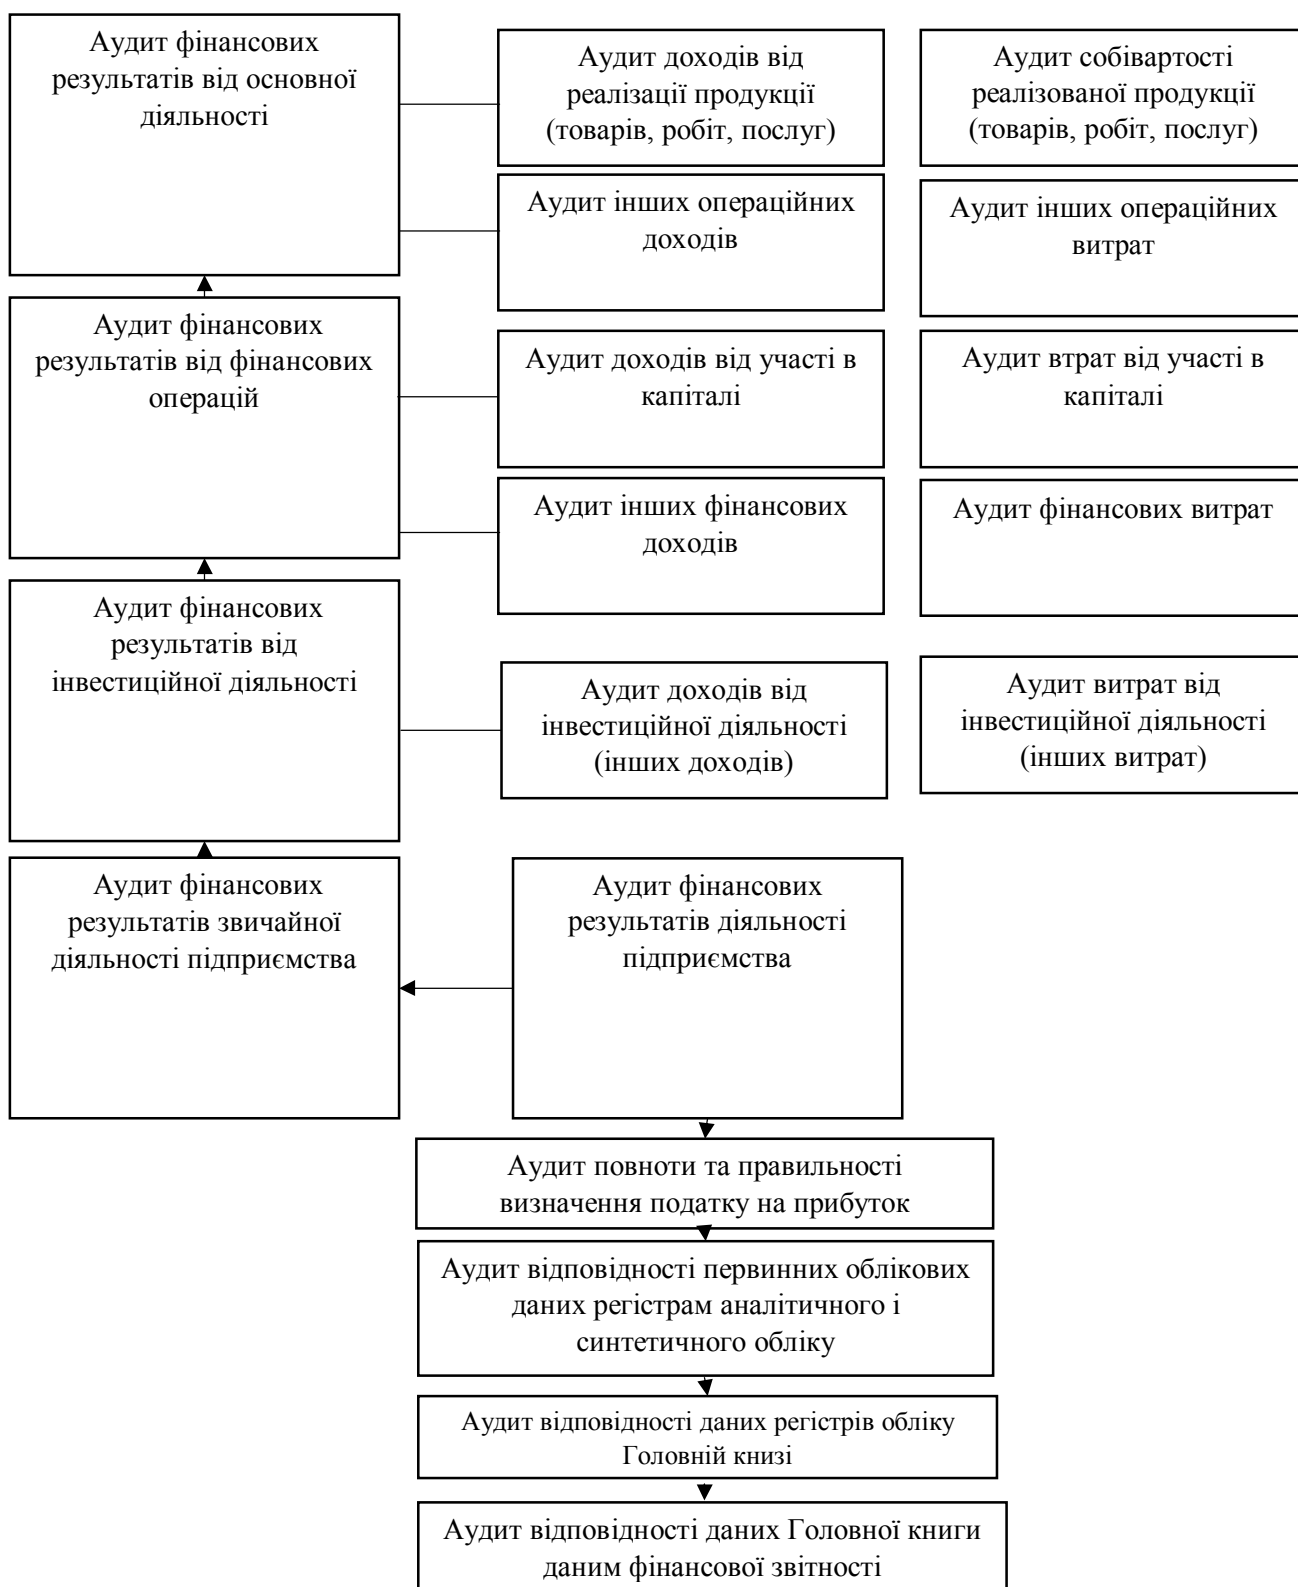 Аудит фінансових
результатів від основної
діяльності
Аудит доходів від
реалізації продукції
(товарів, робіт, послуг)
Аудит собівартості
реалізованої продукції
(товарів, робіт, послуг)
Аудит інших операційних
доходів
Аудит інших операційних
витрат
Аудит фінансових
результатів від фінансових
операцій
Аудит доходів від участі в
капіталі
Аудит втрат від участі в
капіталі
Аудит інших фінансових
доходів
Аудит фінансових витрат
Аудит фінансових
результатів від
інвестиційної діяльності
Аудит доходів від
інвестиційної діяльності
(інших доходів)
Аудит витрат від
інвестиційної діяльності
(інших витрат)
Аудит фінансових
результатів звичайної
діяльності підприємства
Аудит фінансових
результатів діяльності
підприємства
Аудит повноти та правильності
визначення податку на прибуток
Аудит відповідності первинних облікових
даних регістрам аналітичного і
синтетичного обліку
Аудит відповідності даних регістрів обліку
Головній книзі
Аудит відповідності даних Головної книги
даним фінансової звітності